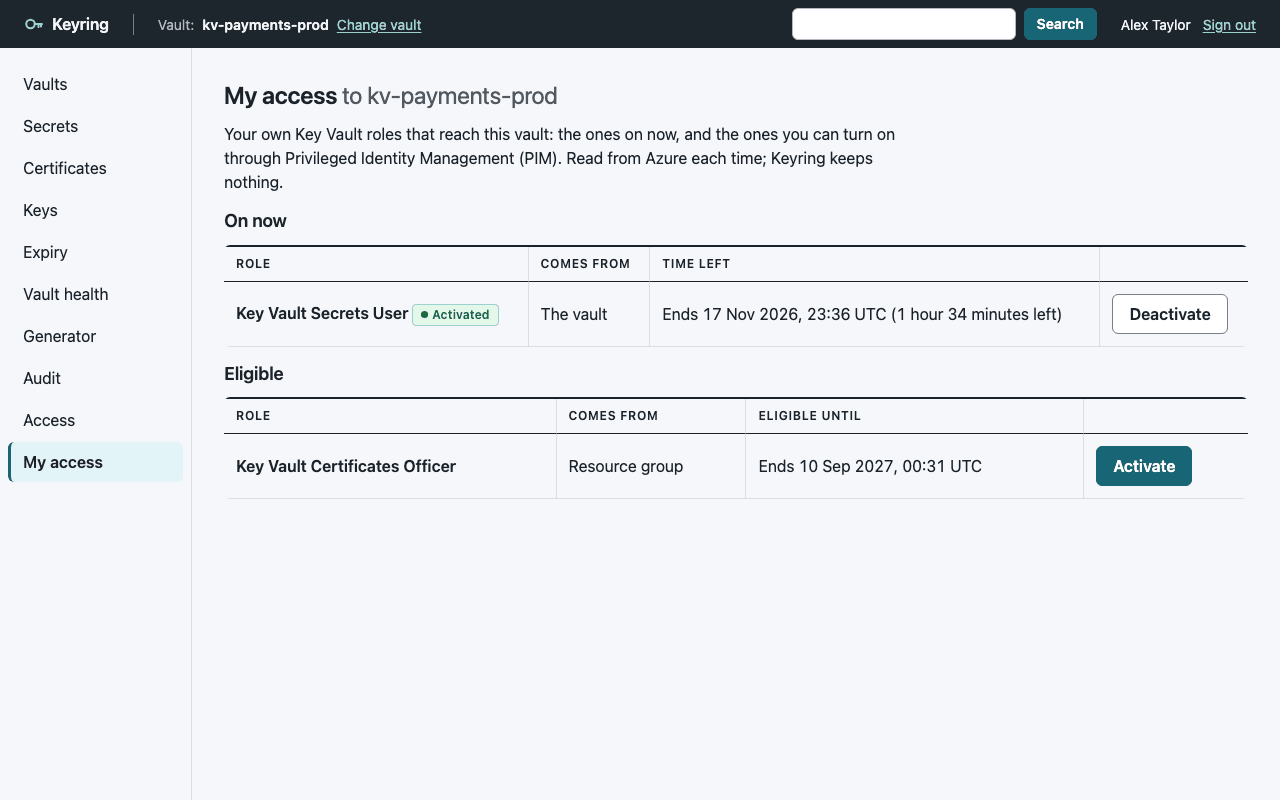 Keyring
Vault: kv-payments-prod Change vault
Search
Alex Taylor
Sign out
Vaults
Secrets
Certificates
Keys
Expiry
Vault health
Generator
Audit
Access
My access
My access to kv-payments-prod
Your own Key Vault roles that reach this vault: the ones on now, and the ones you can turn on
through Privileged Identity Management (PIM). Read from Azure each time; Keyring keeps
nothing.
On now
ROLE COMES FROM TIME LEFT
Key Vault Secrets User Activated The vault Ends 17 Nov 2026, 23:36 UTC (1 hour 34 minutes left) Deactivate
Eligible
ROLE COMES FROM ELIGIBLE UNTIL
Key Vault Certificates Officer Resource group Ends 10 Sep 2027, 00:31 UTC Activate